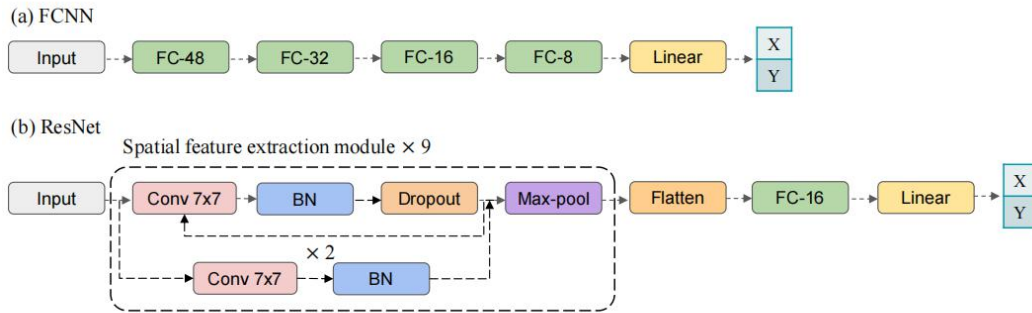 (a) FCNN
Input FC-48 FC-32 FC-16 FC-8 Linear X
Y
(b) ResNet
Spatial feature extraction module × 9
Input Conv 7x7 BN Dropout Max-pool Flatten FC-16 Linear X
Y
× 2
Conv 7x7 BN